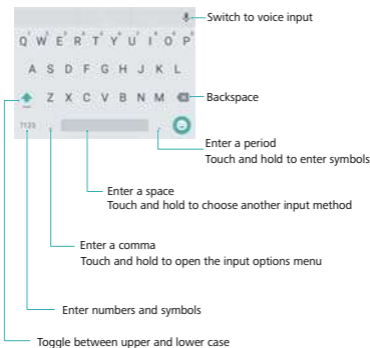 Switch to voice input
Q W E R T Y U I O P
A S D F G H J K L
Z X C V B N M
Backspace
?123 , .
Enter a period
Touch and hold to enter symbols
Enter a space
Touch and hold to choose another input method
Enter a comma
Touch and hold to open the input options menu
Enter numbers and symbols
Toggle between upper and lower case